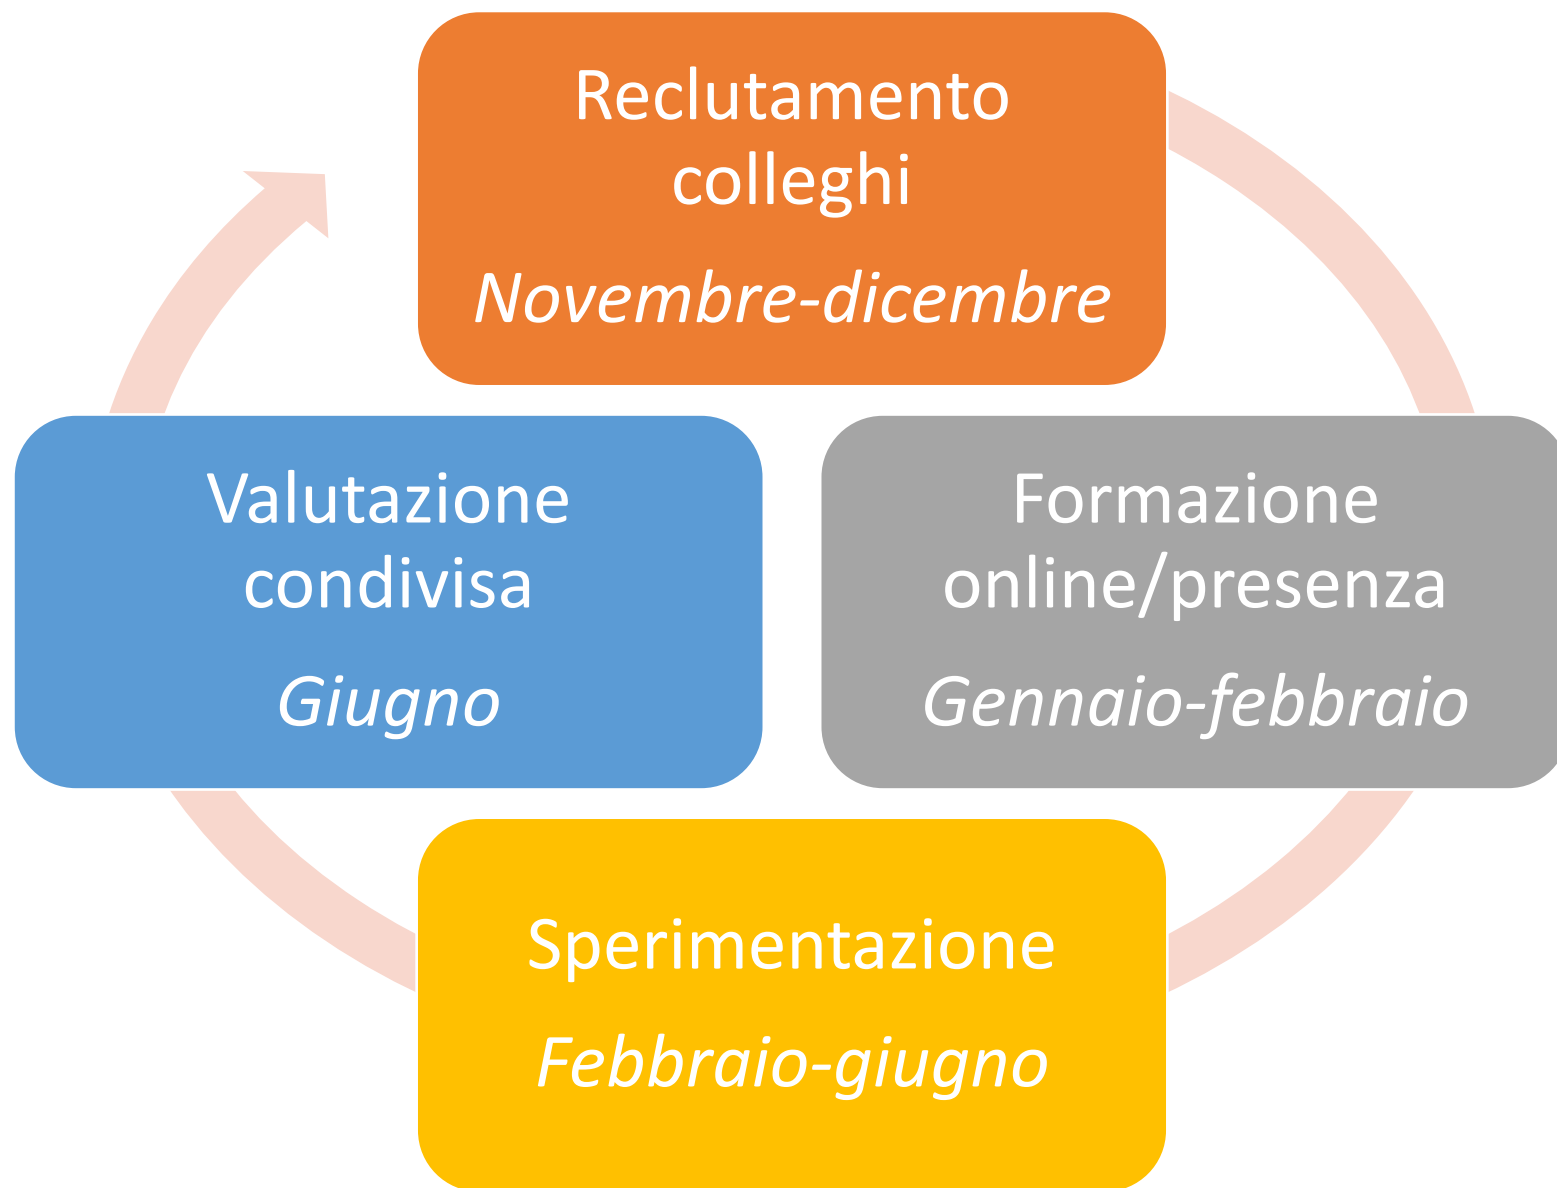 Reclutamento
colleghi
Novembre-dicembre
Formazione
online/presenza
Gennaio-febbraio
Sperimentazione
Febbraio-giugno
Valutazione
condivisa
Giugno